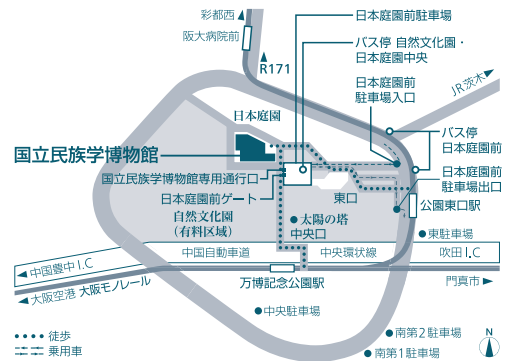 彩都西
阪大病院前
R171
日本庭園前駐車場
バス停 自然文化園・
日本庭園中央
日本庭園前
駐車場入口
JR茨木
日本庭園
国立民族学博物館
国立民族学博物館専用通行口
日本庭園前ゲート
自然文化園
(有料区域)
太陽の塔
中央口
東口
バス停
日本庭園前
日本庭園前
駐車場出口
公園東口駅
東駐車場
中国豊中I.C
中国自動車道
中央環状線
吹田I.C
大阪空港 大阪モノレール
万博記念公園駅
門真市
中央駐車場
南第2駐車場
南第1駐車場
徒歩
乗用車
N